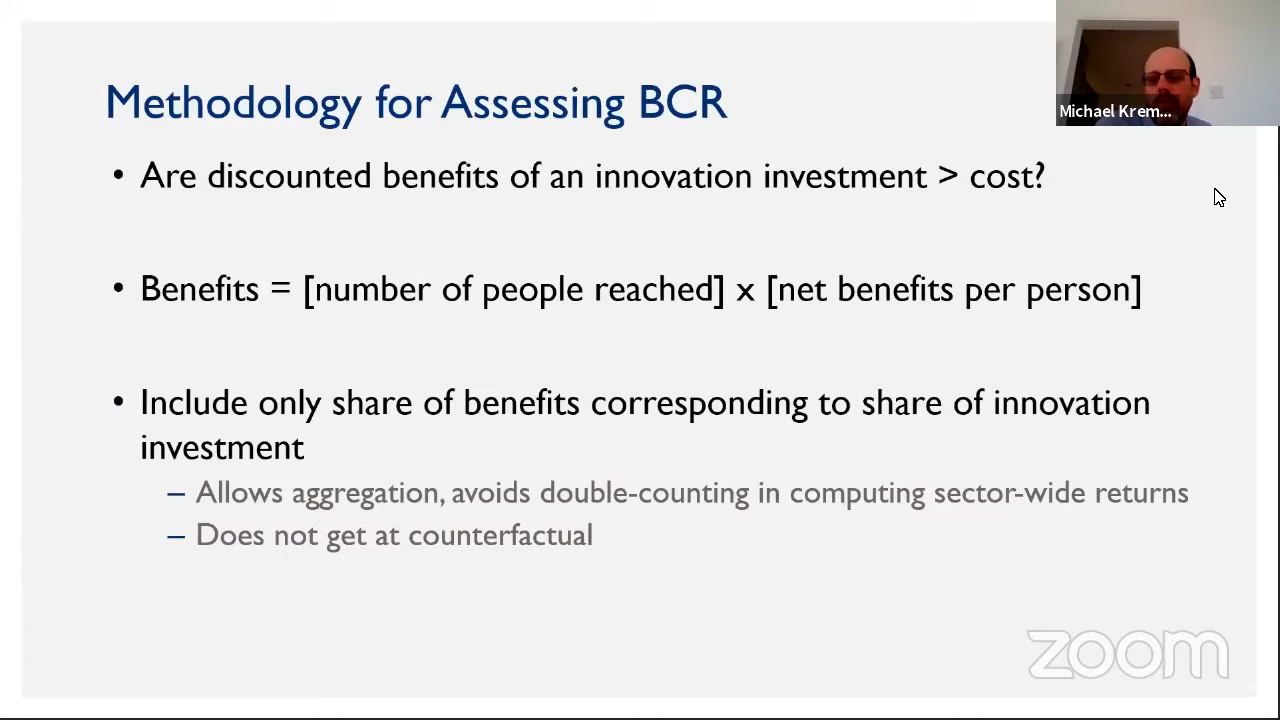 Methodology for Assessing BCR
Michael Krem...
• Are discounted benefits of an innovation investment > cost?
• Benefits = [number of people reached] x [net benefits per person]
• Include only share of benefits corresponding to share of innovation
investment
– Allows aggregation, avoids double-counting in computing sector-wide returns
– Does not get at counterfactual
zoom